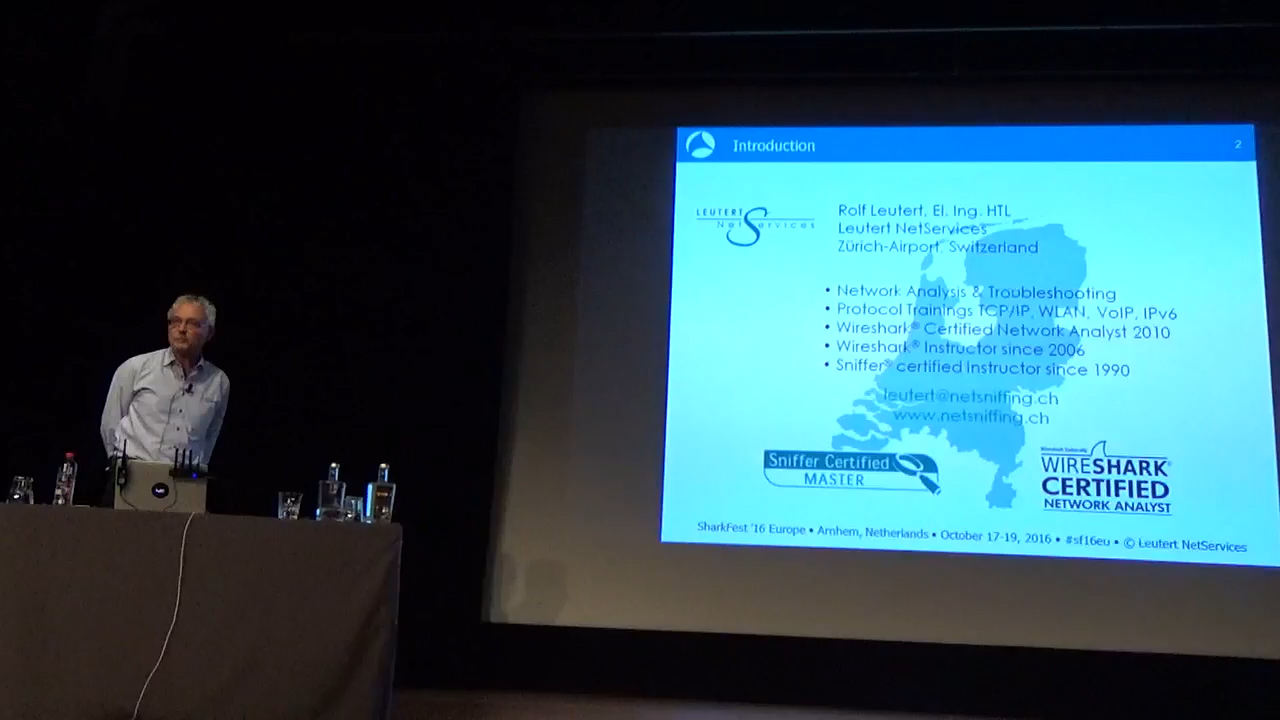 Introduction
2
LEUTERT
NetServices
Rolf Leutert, El. Ing. HTL
Leutert NetServices
Zürich-Airport, Switzerland
• Network Analysis & Troubleshooting
• Protocol Trainings TCP/IP, WLAN, VoIP, IPv6
• Wireshark® Certified Network Analyst 2010
• Wireshark® Instructor since 2006
• Sniffer® certified Instructor since 1990
leutert@netsniffing.ch
www.netsniffing.ch
Sniffer Certified
MASTER
Wireshark University
WIRESHARK
CERTIFIED
NETWORK ANALYST
SharkFest '16 Europe • Arnhem, Netherlands • October 17-19, 2016 • #sf16eu • © Leutert NetServices